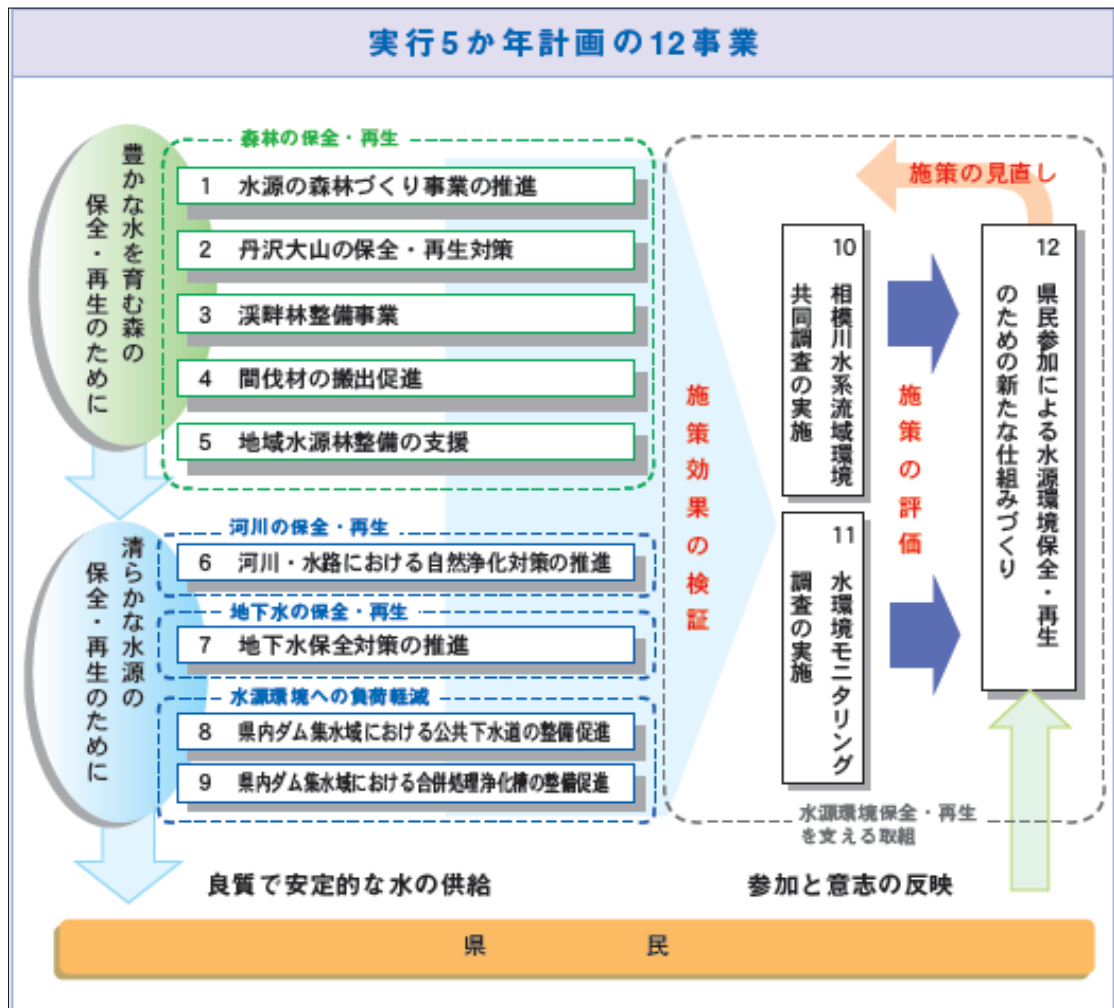 実行5か年計画の12事業
豊かな水を育む森の
保全・再生のために
森林の保全・再生
1 水源の森林づくり事業の推進
2 丹沢大山の保全・再生対策
3 渓畔林整備事業
4 間伐材の搬出促進
5 地域水源林整備の支援
清らかな水源の
保全・再生のために
河川の保全・再生
6 河川・水路における自然浄化対策の推進
地下水の保全・再生
7 地下水保全対策の推進
水源環境への負荷軽減
8 県内ダム集水域における公共下水道の整備促進
9 県内ダム集水域における合併処理浄化槽の整備促進
施策効果の検証
10 相模川水系流域環境
共同調査の実施
11 水環境モニタリング
調査の実施
施策の評価
施策の見直し
12 県民参加による水源環境保全・再生
のための新たな仕組みづくり
水源環境保全・再生
を支える取組
良質で安定的な水の供給
参加と意志の反映
県 民